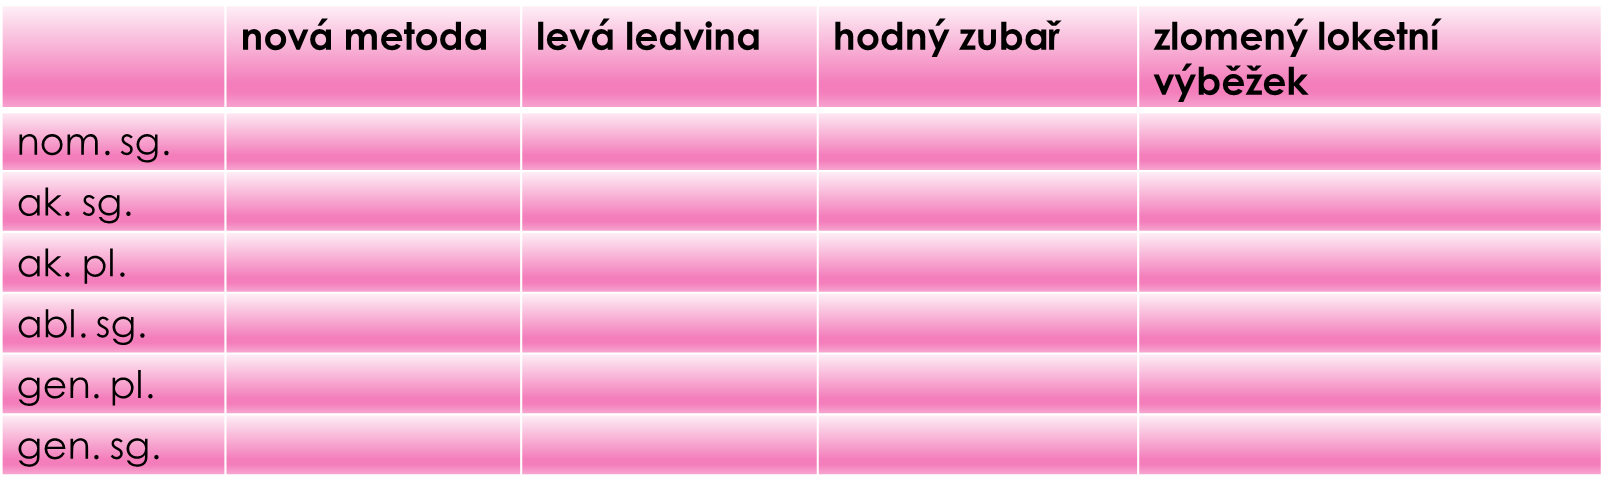 nová metoda levá ledvina hodný zubař zlomený loketní
výběžek
nom. sg.
ak. sg.
ak. pl.
abl. sg.
gen. pl.
gen. sg.